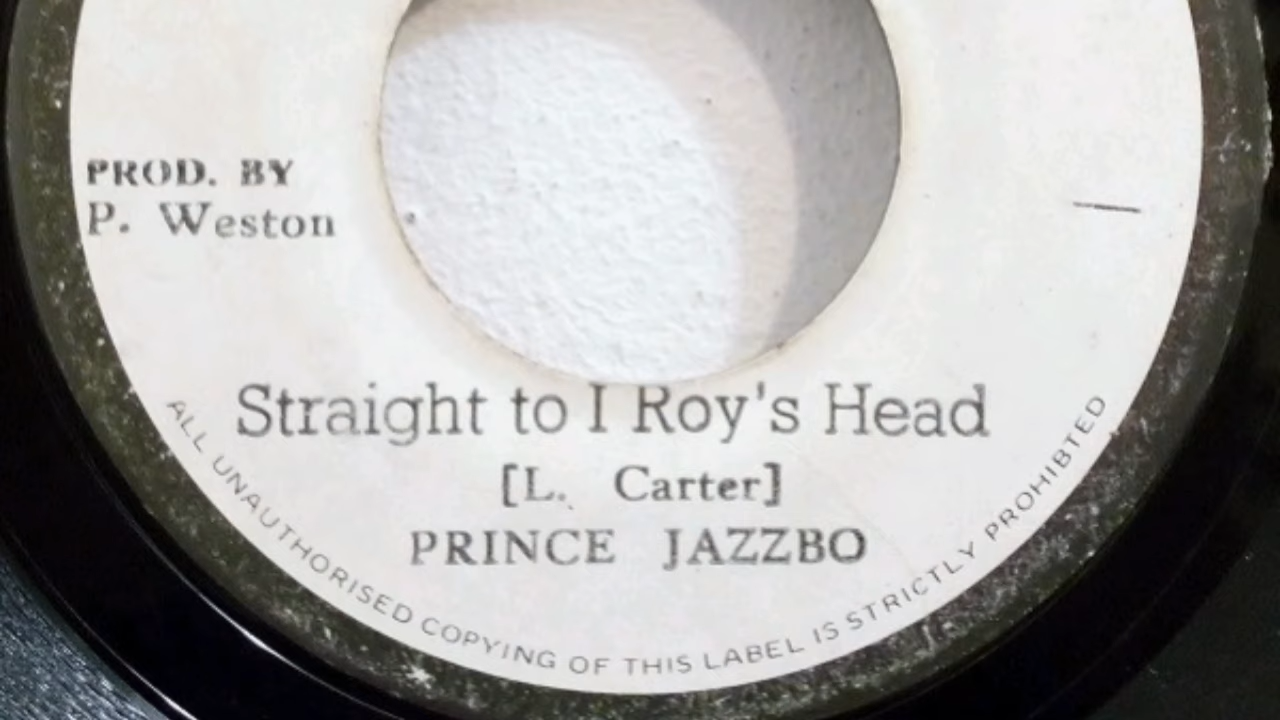 PROD. BY
P. Weston
Straight to I Roy's Head
[L. Carter]
PRINCE JAZZBO
ALL UNAUTHORISED COPYING OF THIS LABEL IS STRICTLY PROHIBTED